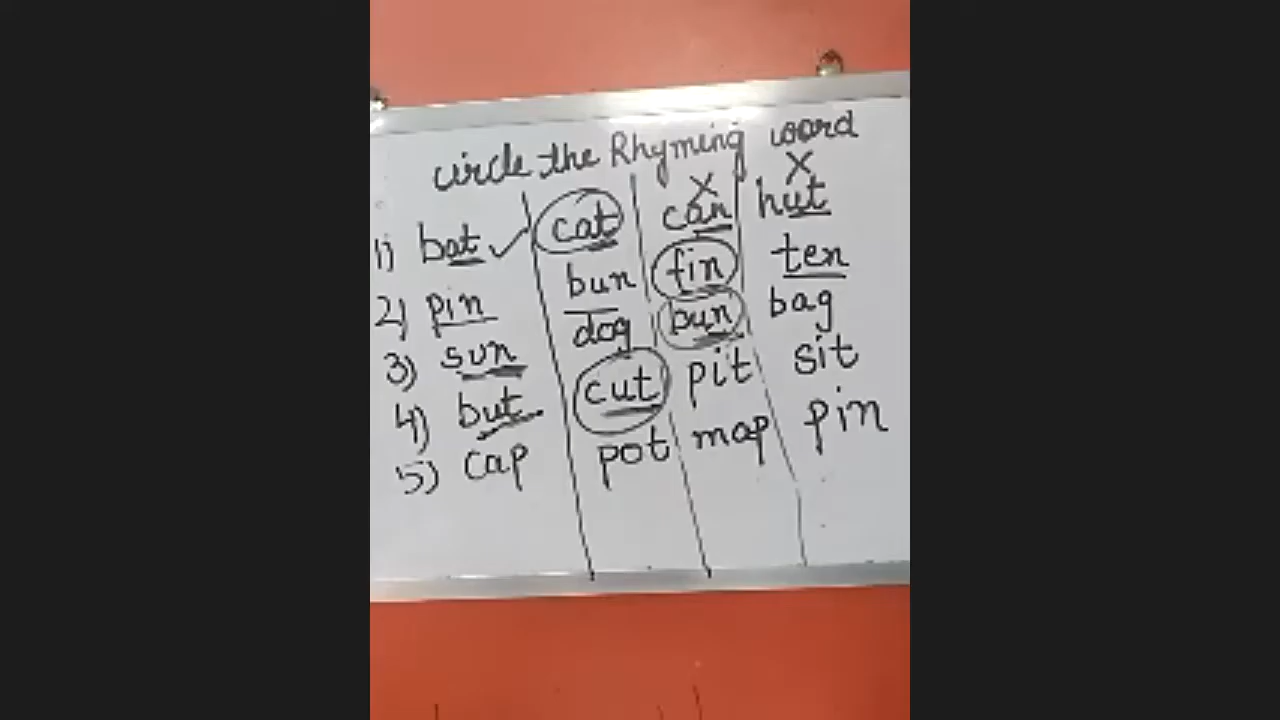 circle the Rhyming word
1) bat ✓ cat can hut
2) pin bun fin ten
3) sun dog bun bag
4) but cut pit sit
5) cap pot map pin